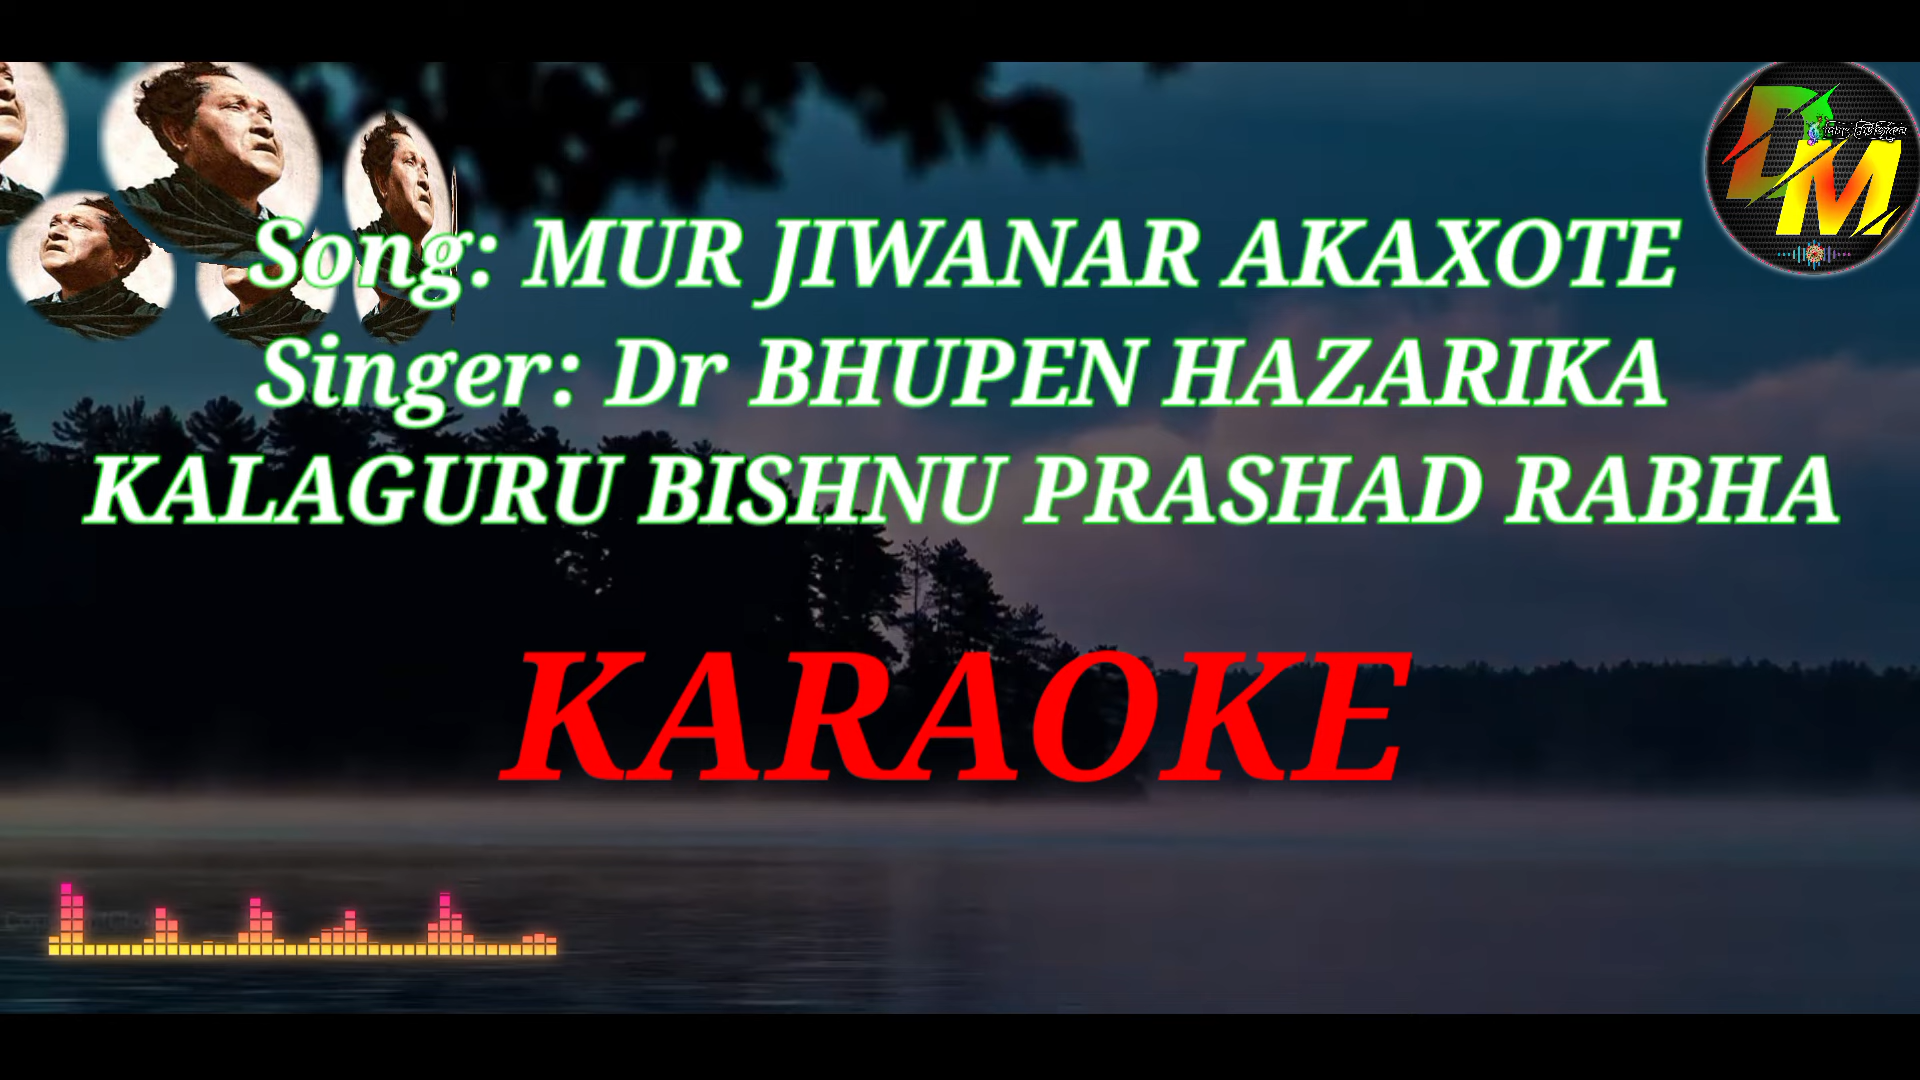 DM
Song: MUR JIWANAR AKAXOTE
Singer: Dr BHUPEN HAZARIKA
KALAGURU BISHNU PRASHAD RABHA
KARAOKE